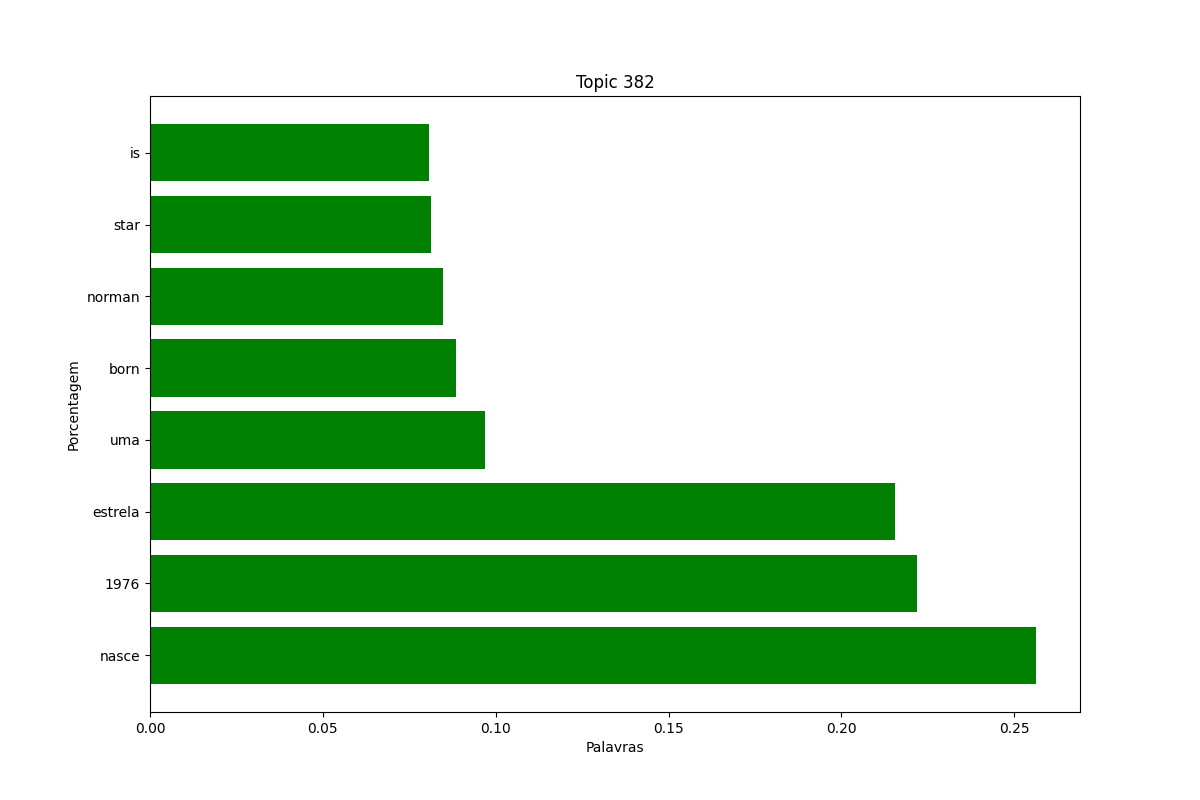 Topic 382
is
star
norman
born
uma
estrela
1976
nasce
Porcentagem
0.00 0.05 0.10 0.15 0.20 0.25
Palavras